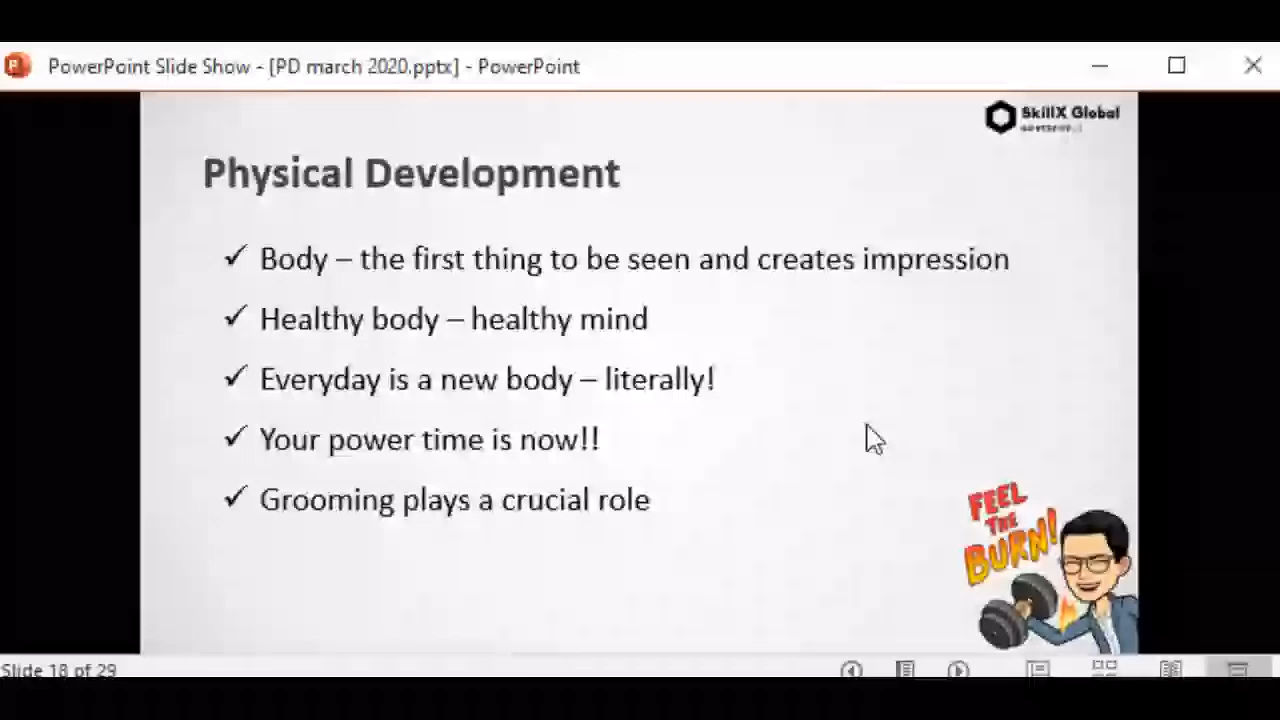 PowerPoint Slide Show - [PD march 2020.pptx] - PowerPoint
SkillX Global
Physical Development
✓ Body – the first thing to be seen and creates impression
✓ Healthy body – healthy mind
✓ Everyday is a new body – literally!
✓ Your power time is now!!
✓ Grooming plays a crucial role
FEEL
THE
BURN!
Slide 18 of 29